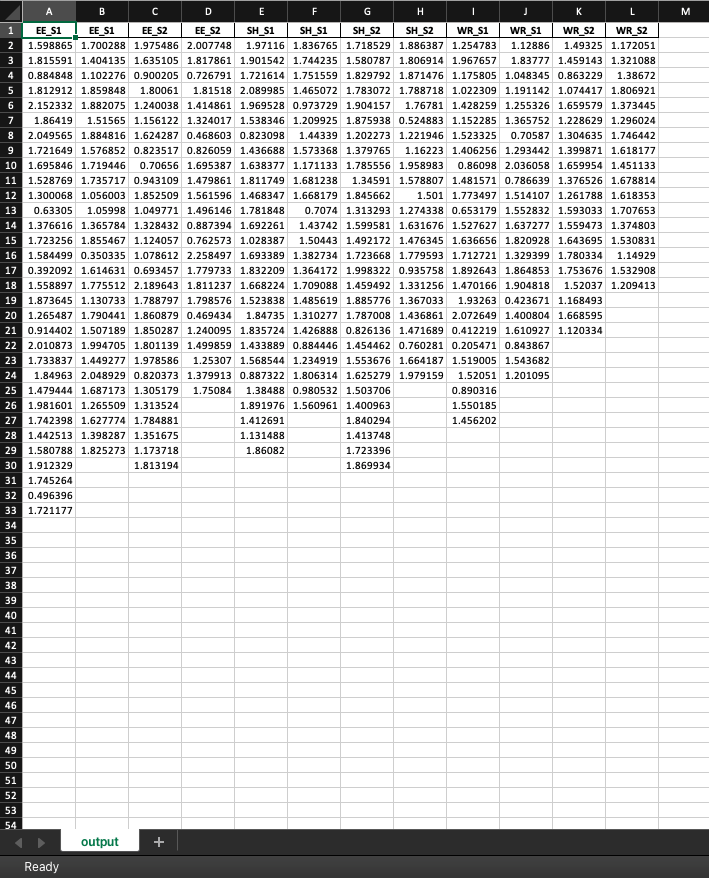 A B C D E F G H I J K L M
1 EE_S1 EE_S1 EE_S2 EE_S2 SH_S1 SH_S1 SH_S2 SH_S2 WR_S1 WR_S1 WR_S2 WR_S2
2 1.598865 1.700288 1.975486 2.007748 1.97116 1.836765 1.718529 1.886387 1.254783 1.12886 1.49325 1.172051
3 1.815591 1.404135 1.635105 1.817861 1.901542 1.744235 1.580787 1.806914 1.967657 1.83777 1.459143 1.321088
4 0.884848 1.102276 0.900205 0.726791 1.721614 1.751559 1.829792 1.871476 1.175805 1.048345 0.863229 1.38672
5 1.812912 1.859848 1.80061 1.81518 2.089985 1.465072 1.783072 1.788718 1.022309 1.191142 1.074417 1.806921
6 2.152332 1.882075 1.240038 1.414861 1.969528 0.973729 1.904157 1.76781 1.428259 1.255326 1.659579 1.373445
7 1.86419 1.51565 1.156122 1.324017 1.538346 1.209925 1.875938 0.524883 1.152285 1.365752 1.228629 1.296024
8 2.049565 1.884816 1.624287 0.468603 0.823098 1.44339 1.202273 1.221946 1.523325 0.70587 1.304635 1.746442
9 1.721649 1.576852 0.823517 0.826059 1.436688 1.573368 1.379765 1.16223 1.406256 1.293442 1.399871 1.618177
10 1.695846 1.719446 0.70656 1.695387 1.638377 1.171133 1.785556 1.958983 0.86098 2.036058 1.659954 1.451133
11 1.528769 1.735717 0.943109 1.479861 1.811749 1.681238 1.34591 1.578807 1.481571 0.786639 1.376526 1.678814
12 1.300068 1.056003 1.852509 1.561596 1.468347 1.668179 1.845662 1.501 1.773497 1.514107 1.261788 1.618353
13 0.63305 1.05998 1.049771 1.496146 1.781848 0.7074 1.313293 1.274338 0.653179 1.552832 1.593033 1.707653
14 1.376616 1.365784 1.328432 0.887394 1.692261 1.43742 1.599581 1.631676 1.527627 1.637277 1.559473 1.374803
15 1.723256 1.855467 1.124057 0.762573 1.028387 1.50443 1.492172 1.476345 1.636656 1.820928 1.643695 1.530831
16 1.584499 0.350335 1.078612 2.258497 1.693389 1.382734 1.723668 1.779593 1.712721 1.329399 1.780334 1.14929
17 0.392092 1.614631 0.693457 1.779733 1.832209 1.364172 1.998322 0.935758 1.892643 1.864853 1.753676 1.532908
18 1.558897 1.775512 2.189643 1.811237 1.668224 1.709088 1.459492 1.331256 1.470166 1.904818 1.52037 1.209413
19 1.873645 1.130733 1.788797 1.798576 1.523838 1.485619 1.885776 1.367033 1.93263 0.423671 1.168493
20 1.265487 1.790441 1.860879 0.469434 1.84735 1.310277 1.787008 1.436861 2.072649 1.400804 1.668595
21 0.914402 1.507189 1.850287 1.240095 1.835724 1.426888 0.826136 1.471689 0.412219 1.610927 1.120334
22 2.010873 1.994705 1.801139 1.499859 1.433889 0.884446 1.454462 0.760281 0.205471 0.843867
23 1.733837 1.449277 1.978586 1.25307 1.568544 1.234919 1.553676 1.664187 1.519005 1.543682
24 1.84963 2.048929 0.820373 1.379913 0.887322 1.806314 1.625279 1.979159 1.52051 1.201095
25 1.479444 1.687173 1.305179 1.75084 1.38488 0.980532 1.503706 0.890316
26 1.981601 1.265509 1.313524 1.891976 1.560961 1.400963 1.550185
27 1.742398 1.627774 1.784881 1.412691 1.840294 1.456202
28 1.442513 1.398287 1.351675 1.131488 1.413748
29 1.580788 1.825273 1.173718 1.86082 1.723396
30 1.912329 1.813194 1.869934
31 1.745264
32 0.496396
33 1.721177
34
35
36
37
38
39
40
41
42
43
44
45
46
47
48
49
50
51
52
53
54
output +
Ready